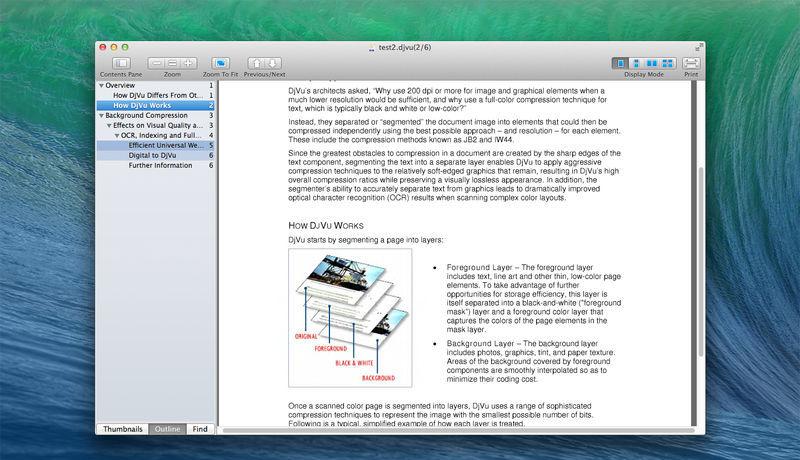 test2.djvu(2/6)
Contents Pane
Zoom
Zoom To Fit
Previous/Next
Display Mode
Print
Overview 1
How DjVu Differs From Ot... 1
How DjVu Works 2
Background Compression 3
Effects on Visual Quality a... 3
OCR, Indexing and Full... 4
Efficient Universal We... 5
Digital to DjVu 6
Further Information 6
Thumbnails
Outline
Find
DjVu's architects asked, "Why use 200 dpi or more for image and graphical elements when a
much lower resolution would be sufficient, and why use a full-color compression technique for
text, which is typically black and white or low-color?"
Instead, they separated or "segmented" the document image into elements that could then be
compressed independently using the best possible approach – and resolution – for each element.
These include the compression methods known as JB2 and IW44.
Since the greatest obstacles to compression in a document are created by the sharp edges of the
text component, segmenting the text into a separate layer enables DjVu to apply aggressive
compression techniques to the relatively soft-edged graphics that remain, resulting in DjVu's high
overall compression ratios while preserving a visually lossless appearance. In addition, the
segmenter's ability to accurately separate text from graphics leads to dramatically improved
optical character recognition (OCR) results when scanning complex color layouts.
HOW DJVU WORKS
DjVu starts by segmenting a page into layers:
ORIGINAL
FOREGROUND
BLACK & WHITE
BACKGROUND
• Foreground Layer – The foreground layer
includes text, line art and other thin, low-color page
elements. To take advantage of further
opportunities for storage efficiency, this layer is
itself separated into a black-and-white ("foreground
mask") layer and a foreground color layer that
captures the colors of the page elements in the
mask layer.
• Background Layer – The background layer
includes photos, graphics, tint, and paper texture.
Areas of the background covered by foreground
components are smoothly interpolated so as to
minimize their coding cost.
Once a scanned color page is segmented into layers, DjVu uses a range of sophisticated
compression techniques to represent the image with the smallest possible number of bits.
Following is a typical, simplified example of how each layer is treated.